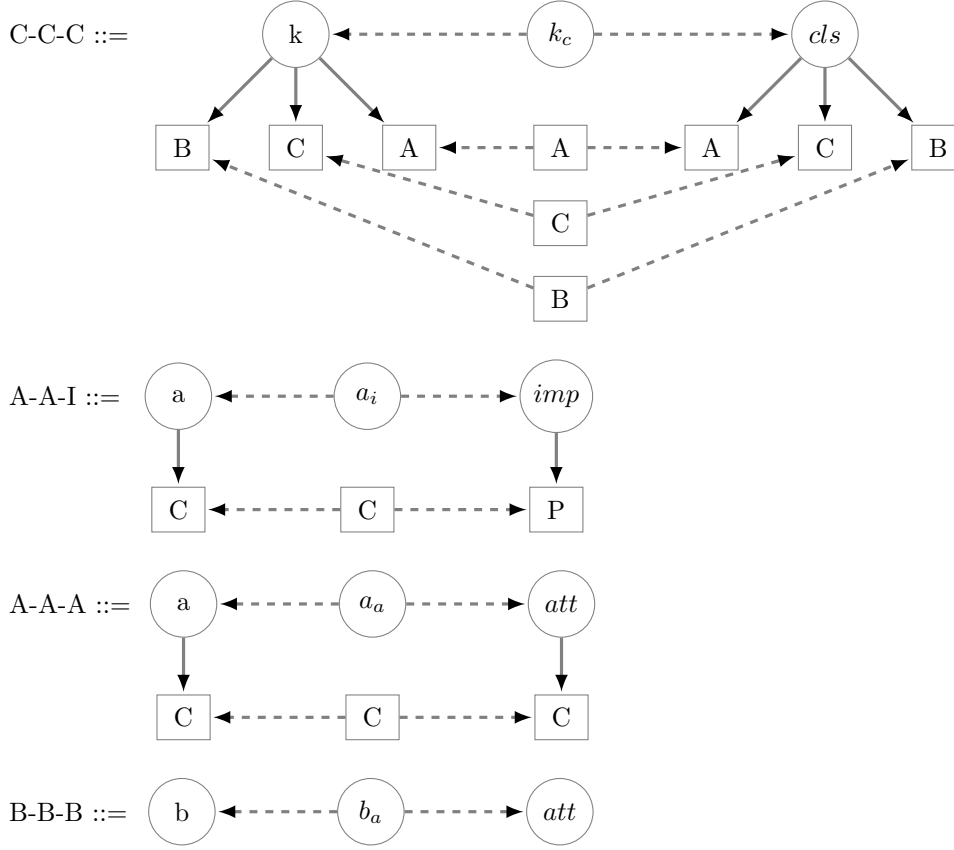 C-C-C ::= k k_c cls
B C A A A C B
C
B
A-A-I ::= a a_i imp
C C P
A-A-A ::= a a_a att
C C C
B-B-B ::= b b_a att